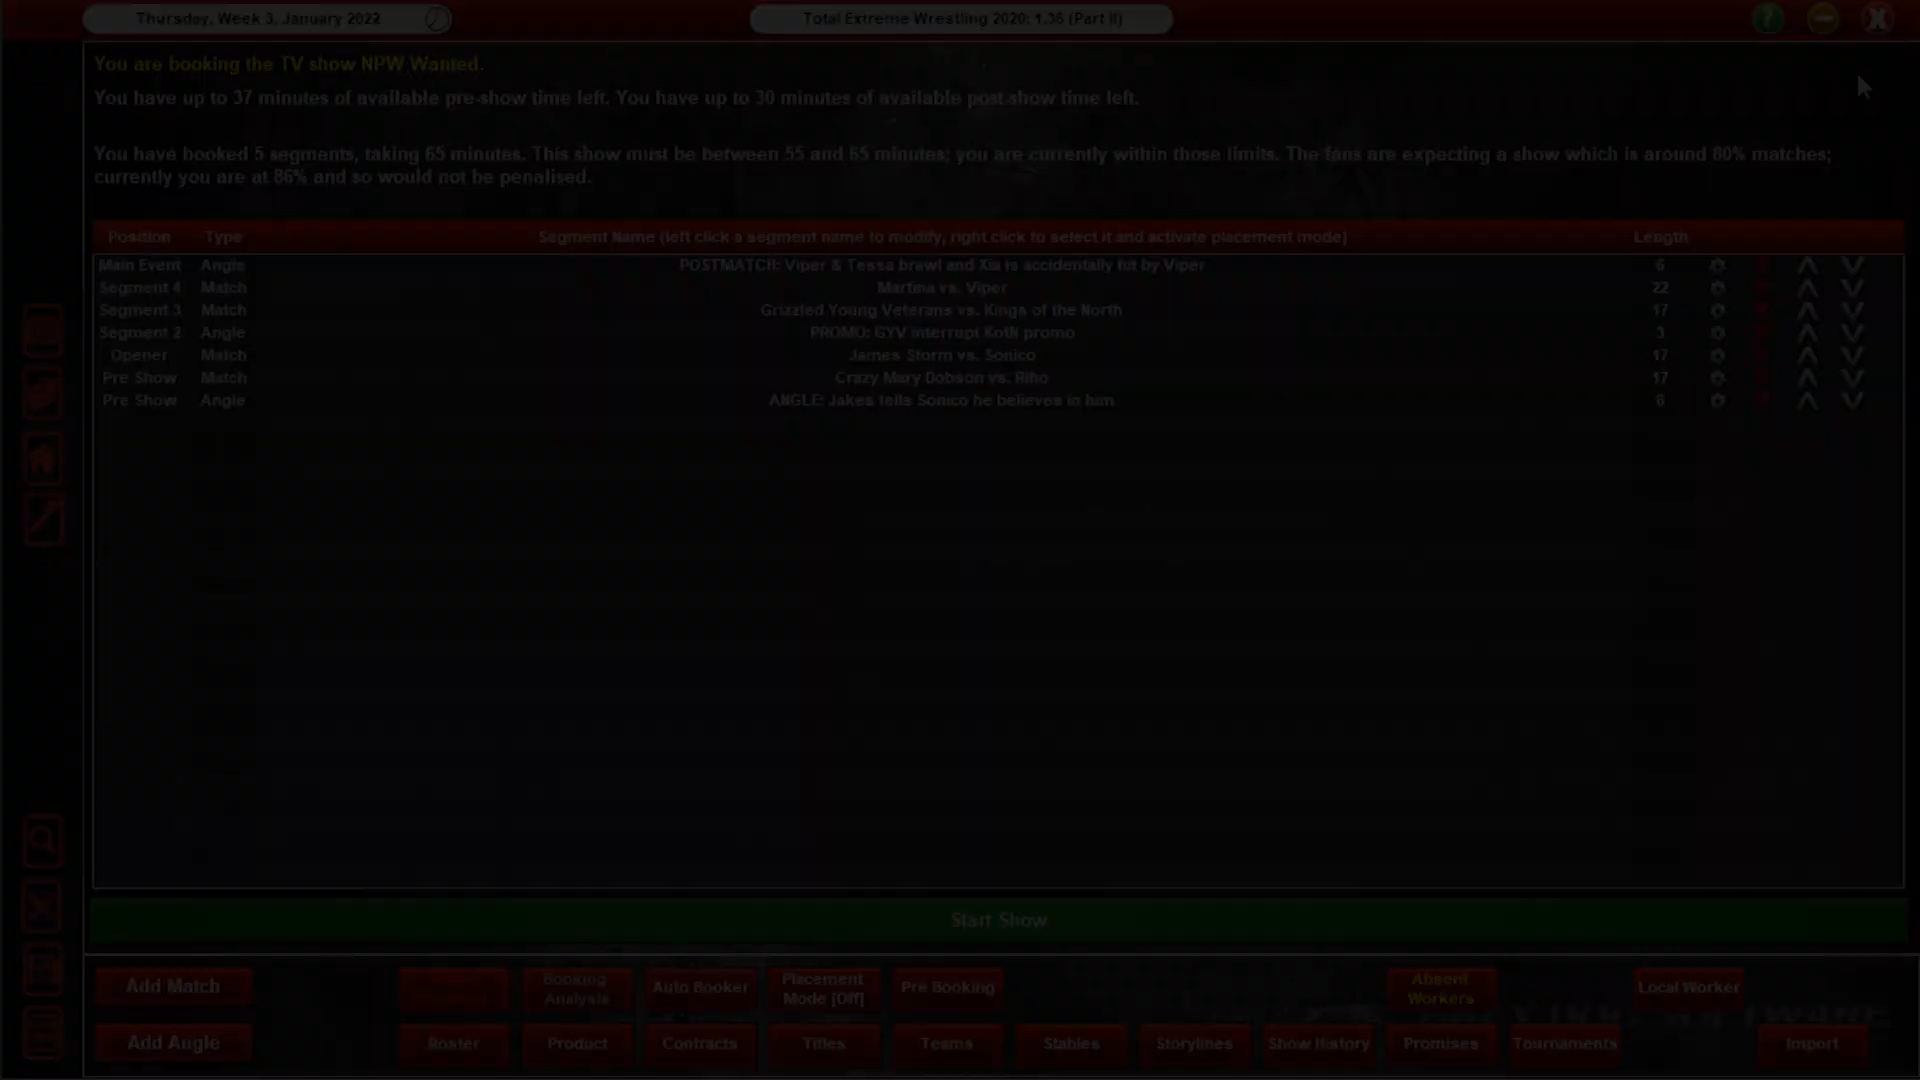 Thursday, Week 3, January 2022
Total Extreme Wrestling 2020: 1.36 (Part II)
You are booking the TV show NPW Wanted.
You have up to 37 minutes of available pre-show time left. You have up to 30 minutes of available post-show time left.
You have booked 5 segments, taking 65 minutes. This show must be between 55 and 65 minutes; you are currently within those limits. The fans are expecting a show which is around 80% matches;
currently you are at 86% and so would not be penalised.
Position Type Segment Name (left click a segment name to modify, right click to select it and activate placement mode) Length
Main Event Angle POSTMATCH: Viper & Tessa brawl and Xia is accidentally hit by Viper 6
Segment 4 Match Martina vs. Viper 22
Segment 3 Match Grizzled Young Veterans vs. Kings of the North 17
Segment 2 Angle PROMO: GYV interrupt KotN promo 3
Opener Match James Storm vs. Sonico 17
Pre Show Match Crazy Mary Dobson vs. Riho 17
Pre Show Angle ANGLE: Jakes tells Sonico he believes in him 6
Start Show
Add Match
Booking Analysis
Auto Booker
Placement Mode [Off]
Pre Booking
Absent Workers
Local Worker
Add Angle
Roster
Product
Contracts
Titles
Teams
Stables
Storylines
Show History
Promises
Tournaments
Import